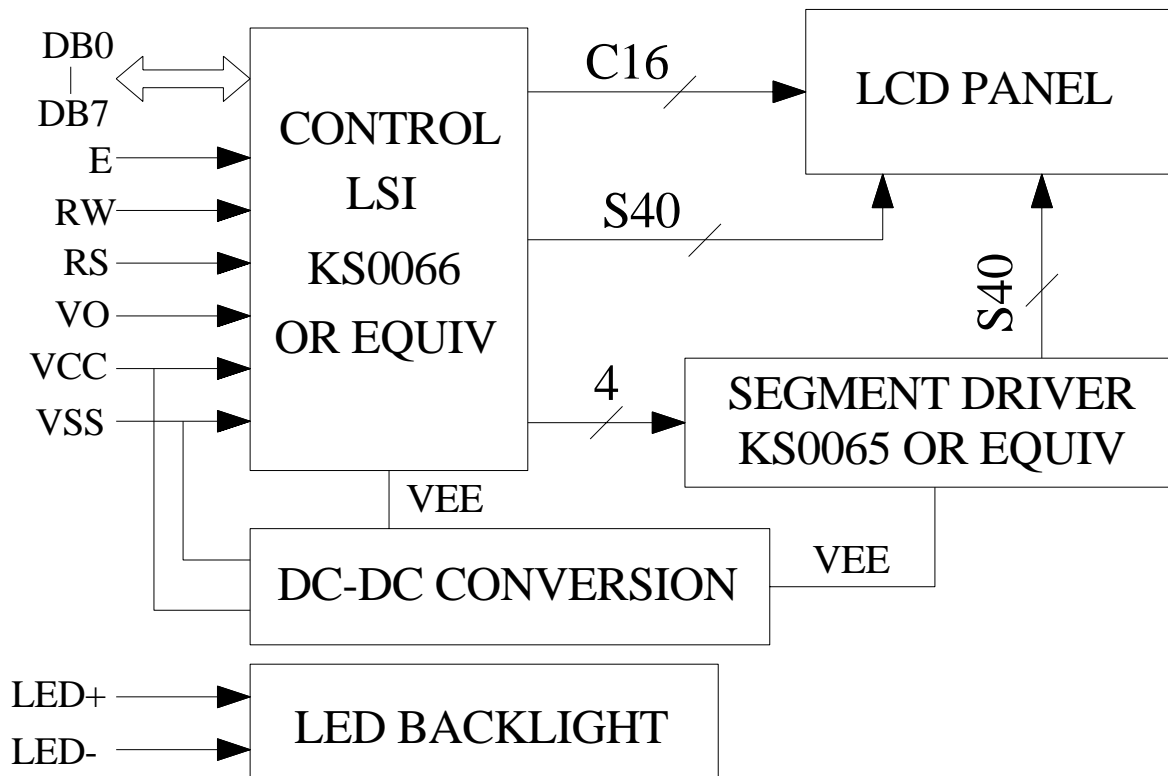 DB0
DB7
E
RW
RS
VO
VCC
VSS
CONTROL
LSI
KS0066
OR EQUIV
C16
S40
4
LCD PANEL
S40
SEGMENT DRIVER
KS0065 OR EQUIV
VEE
DC-DC CONVERSION
VEE
LED+
LED-
LED BACKLIGHT